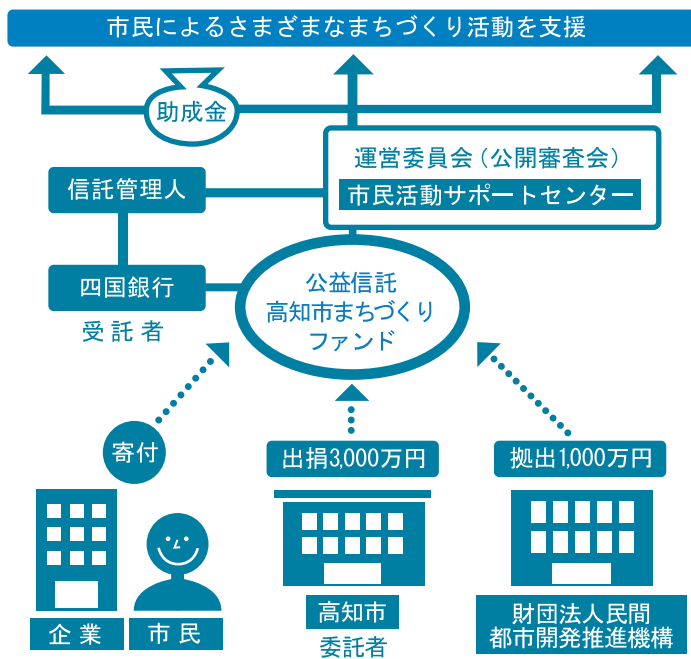 市民によるさまざまなまちづくり活動を支援
助成金
運営委員会（公開審査会）
市民活動サポートセンター
信託管理人
四国銀行
受託者
公益信託
高知市まちづくり
ファンド
寄付
出捐3,000万円
拠出1,000万円
企業
市民
高知市
委託者
財団法人民間
都市開発推進機構